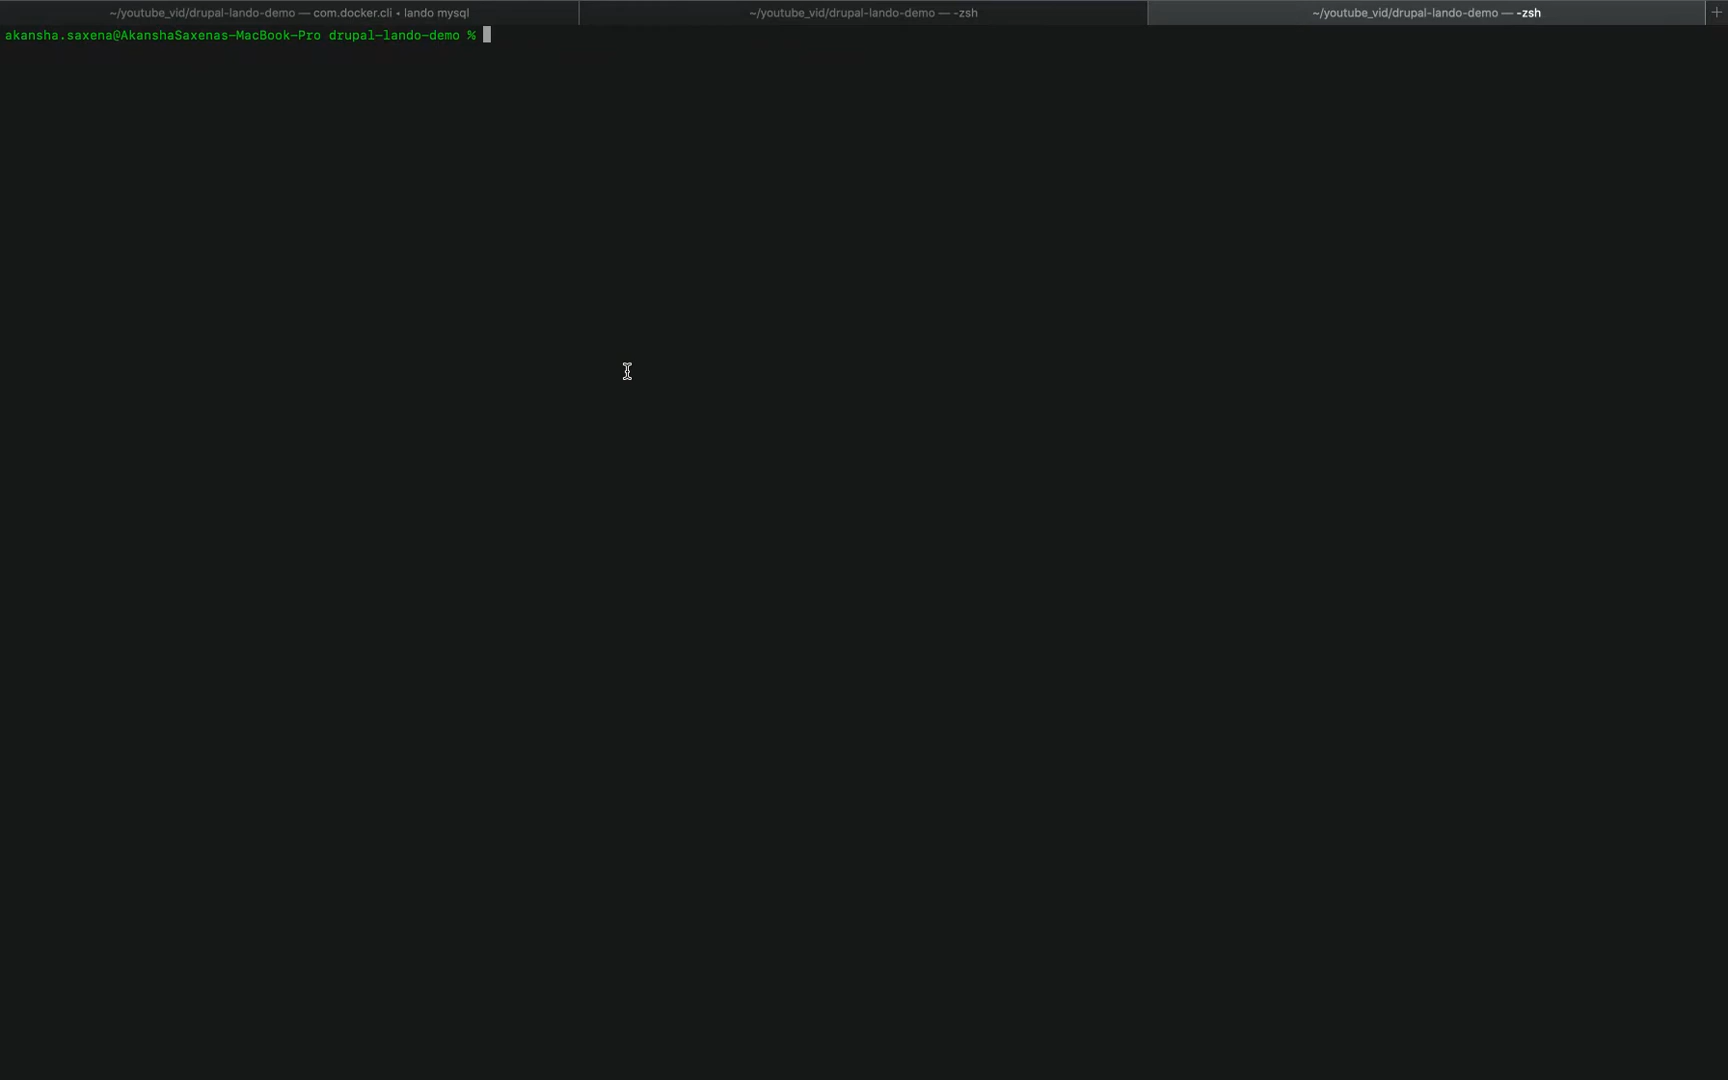 ~/youtube_vid/drupal-lando-demo — com.docker.cli ◂ lando mysql
~/youtube_vid/drupal-lando-demo — -zsh
~/youtube_vid/drupal-lando-demo — -zsh
+
akansha.saxena@AkanshaSaxenas-MacBook-Pro drupal-lando-demo %